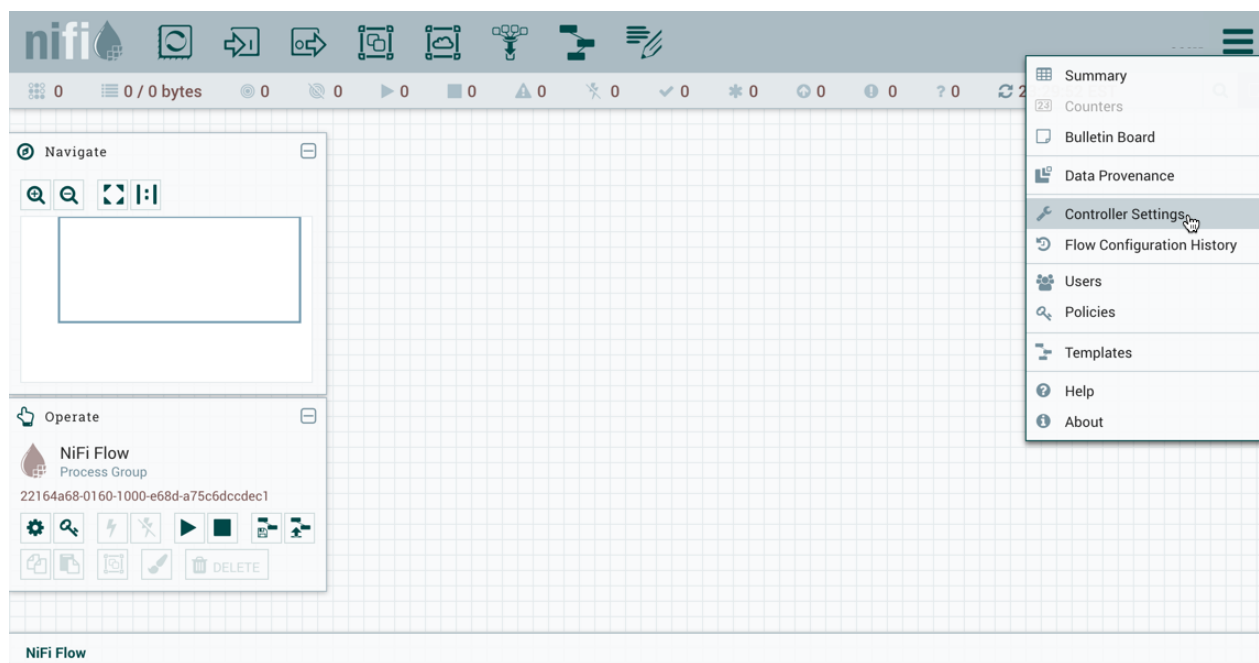 nifi
0 0 / 0 bytes 0 0 0 0 0 0 0 0 0 0 0 2
Navigate
Operate
NiFi Flow
Process Group
22164a68-0160-1000-e68d-a75c6dccdec1
DELETE
NiFi Flow
Summary
Counters
Bulletin Board
Data Provenance
Controller Settings
Flow Configuration History
Users
Policies
Templates
Help
About